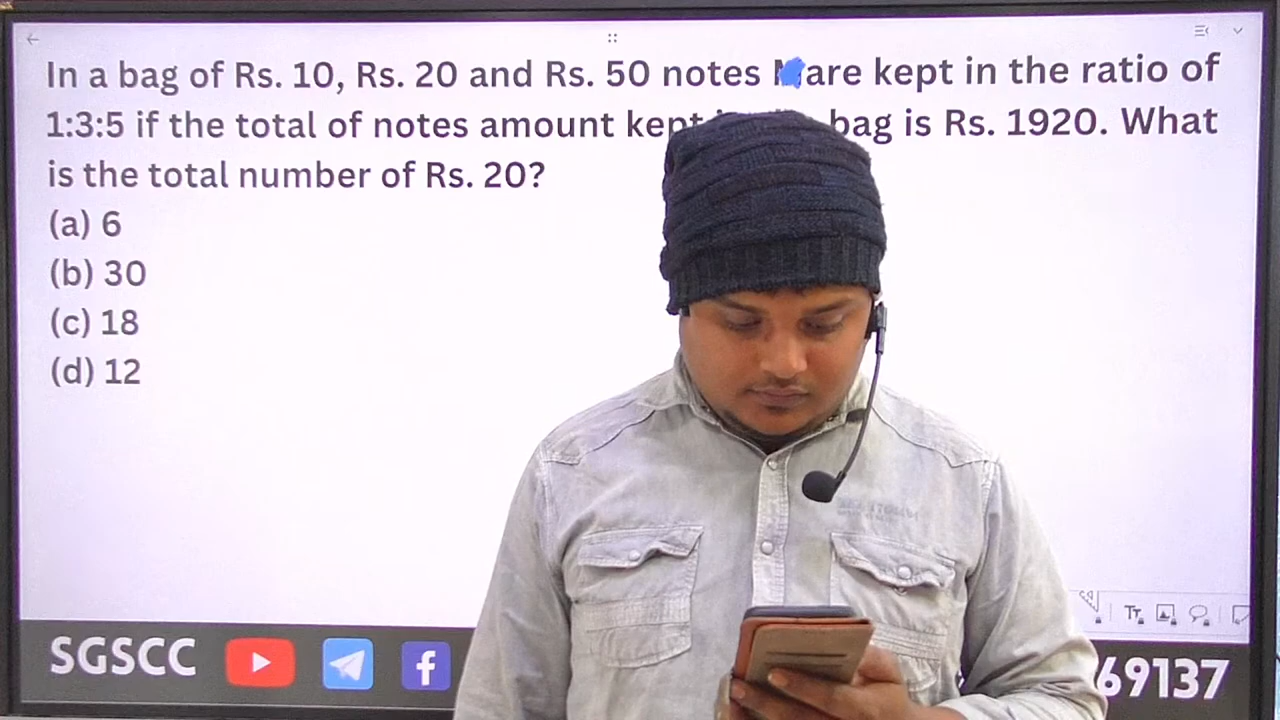 In a bag of Rs. 10, Rs. 20 and Rs. 50 notes are kept in the ratio of
1:3:5 if the total of notes amount kept bag is Rs. 1920. What
is the total number of Rs. 20?
(a) 6
(b) 30
(c) 18
(d) 12
SGSCC
69137